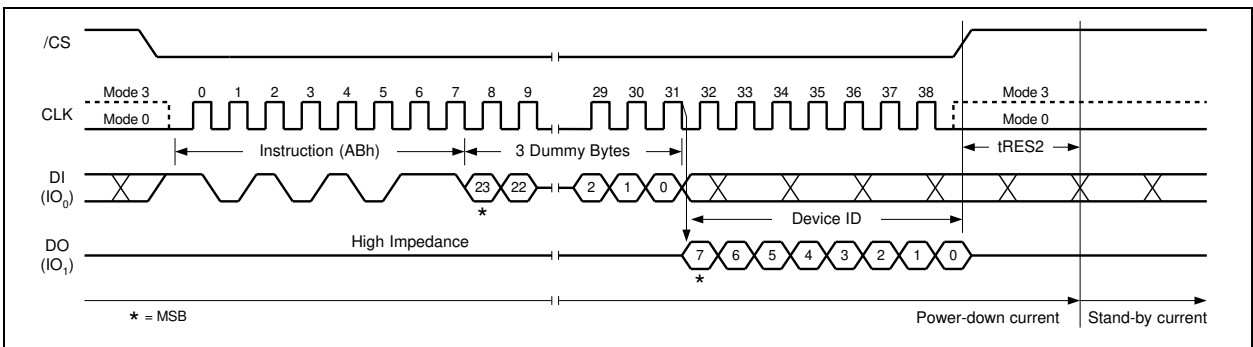 /CS
Mode 3 0 1 2 3 4 5 6 7 8 9 29 30 31 32 33 34 35 36 37 38 Mode 3
CLK
Mode 0 Mode 0
Instruction (ABh) 3 Dummy Bytes tRES2
DI
(IO0) 23 22 2 1 0
*
Device ID
High Impedance
DO
(IO1) 7 6 5 4 3 2 1 0
*
* = MSB Power-down current Stand-by current